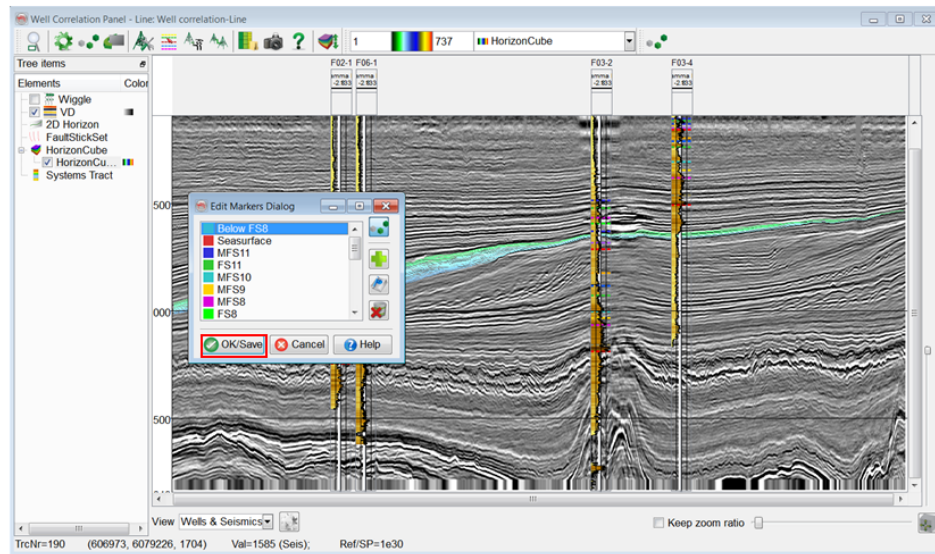 Well Correlation Panel - Line: Well correlation-Line
1 737 HorizonCube
Tree items
Elements Color
Wiggle
VD
2D Horizon
FaultStickSet
HorizonCube
HorizonCu...
Systems Tract
F02-1 F06-1 F03-2 F03-4
500
000
500
Edit Markers Dialog
Below FS8
Seasurface
MFS11
FS11
MFS10
MFS9
MFS8
FS8
OK/Save Cancel Help
View Wells & Seismics Keep zoom ratio
TrcNr=190 (606973, 6079226, 1704) Val=1585 (Seis); Ref/SP=1e30